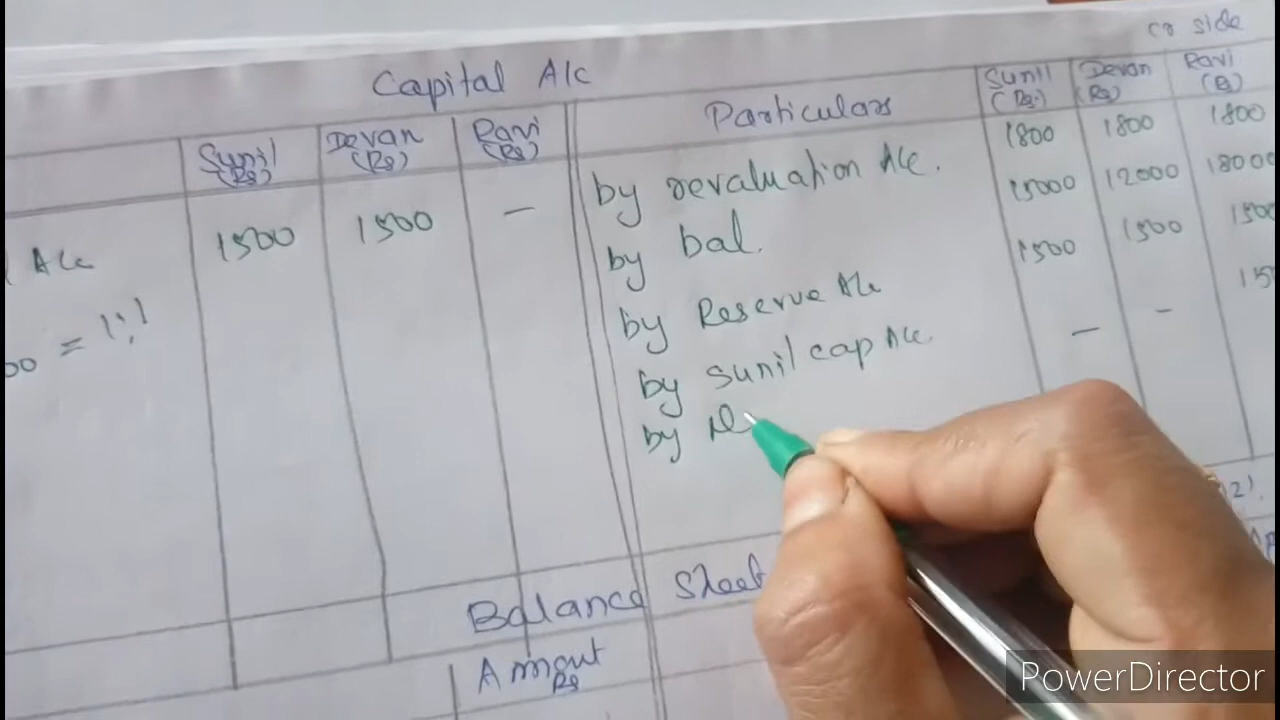 cr side
Capital A/c
Sunil (Rs) Devan (Rs) Ravi (Rs) Particulars Sunil (Rs.) Devan (Rs) Ravi (Rs)
by revaluation A/c. 1800 1800 1800
A/c 1500 1500 — by bal. 15000 12000 18000
by Reserve A/c 1500 1500 1500
= 1:1 by sunil cap A/c. — - 15
by D
Balance Sheet
Amout
Rs
PowerDirector